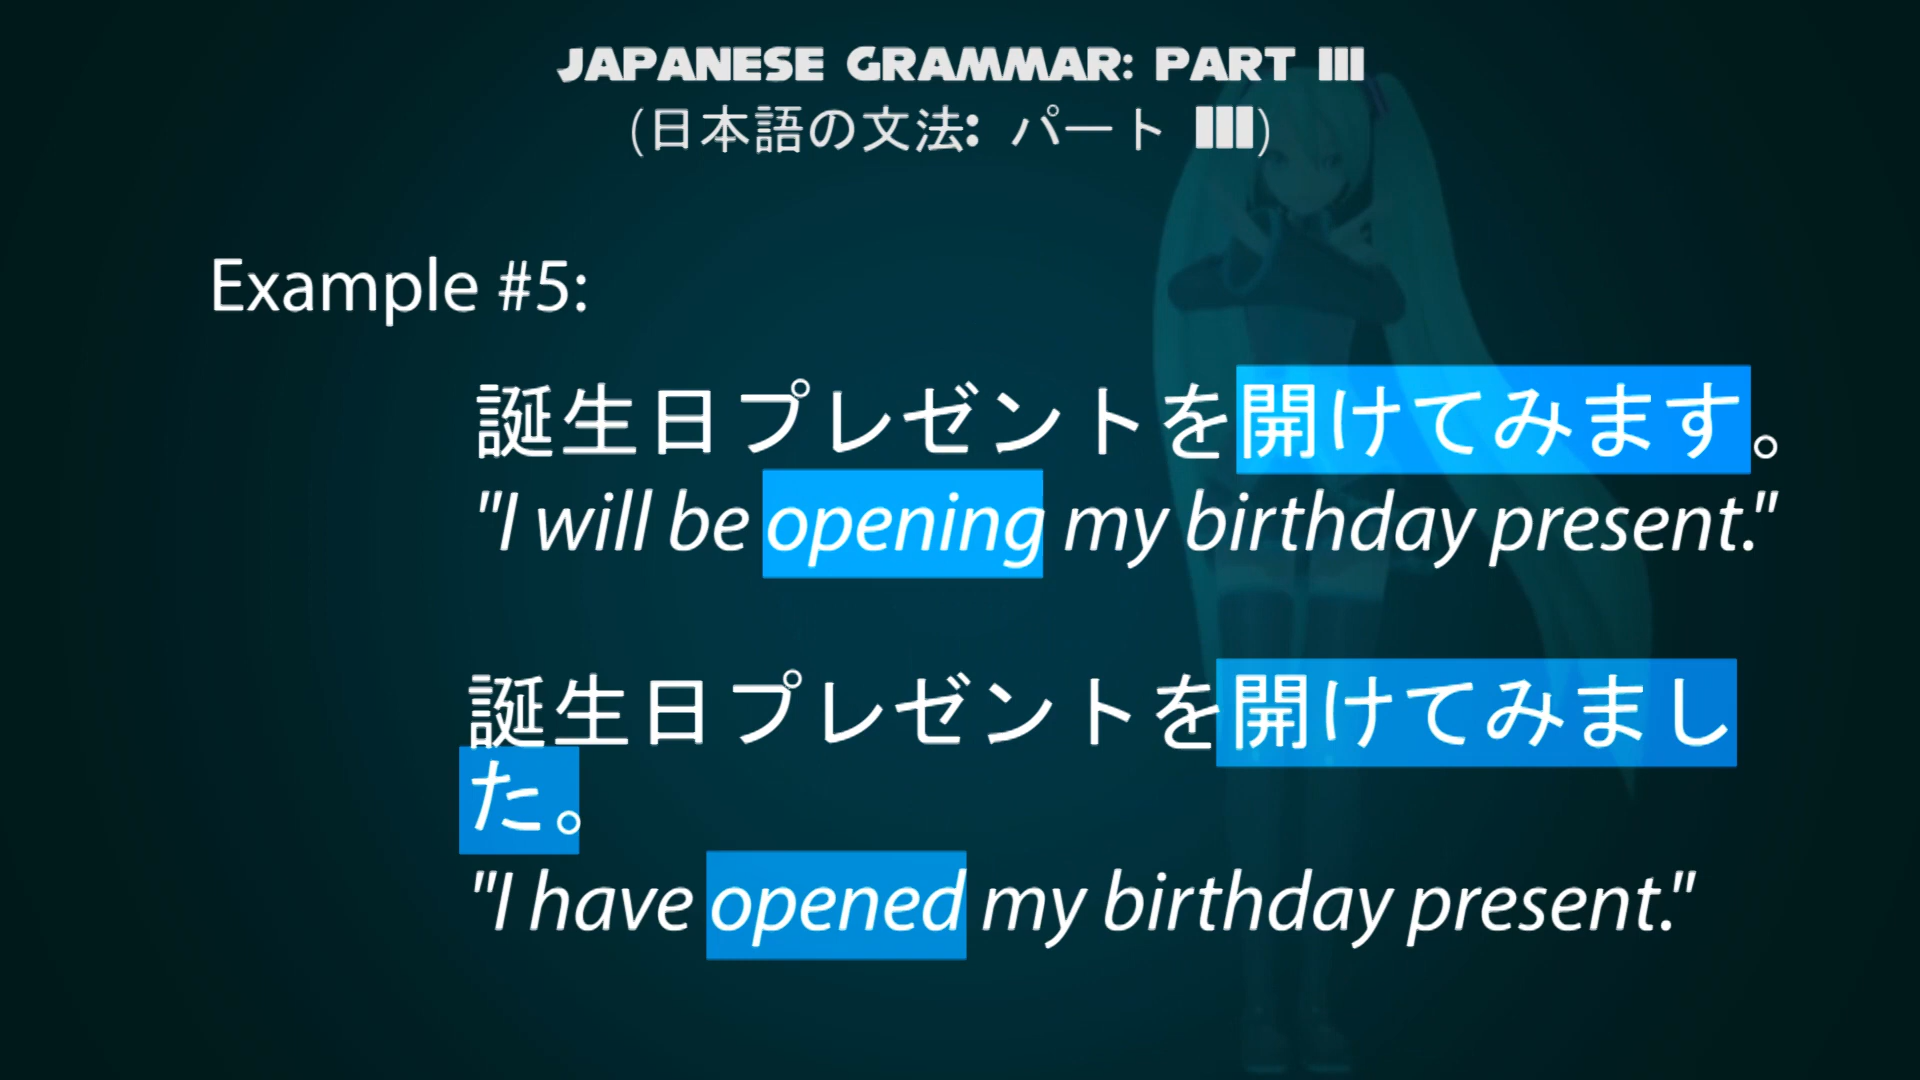 JAPANESE GRAMMAR: PART III
(日本語の文法: パート III)
Example #5:
誕生日プレゼントを開けてみます。
"I will be opening my birthday present."
誕生日プレゼントを開けてみまし
た。
"I have opened my birthday present."